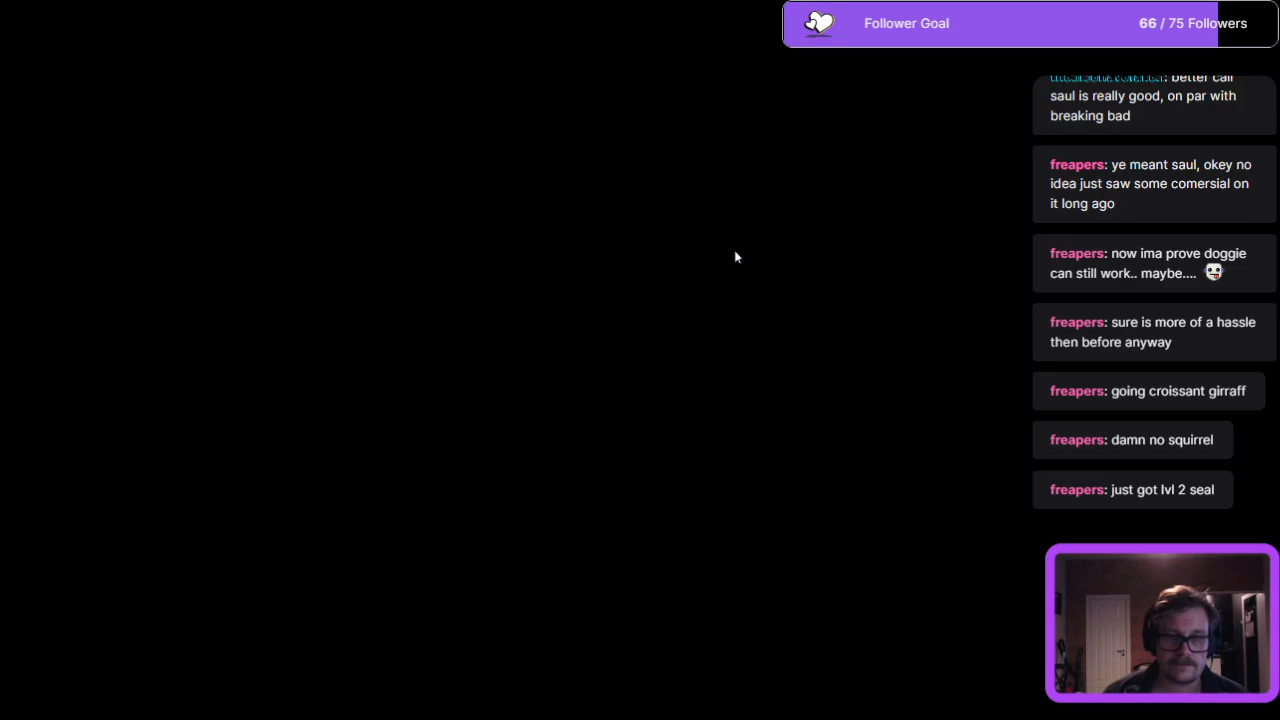 Follower Goal 66 / 75 Followers
: better call
saul is really good, on par with
breaking bad
freapers: ye meant saul, okey no
idea just saw some comersial on
it long ago
freapers: now ima prove doggie
can still work.. maybe....
freapers: sure is more of a hassle
then before anyway
freapers: going croissant girraff
freapers: damn no squirrel
freapers: just got lvl 2 seal